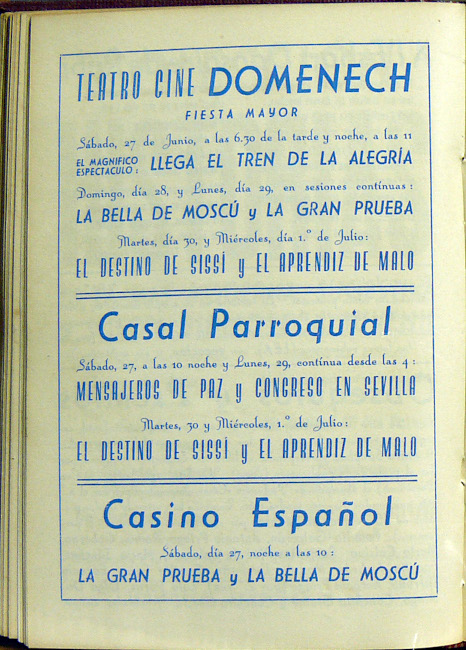 TEATRO CINE DOMENECH
FIESTA MAYOR
Sábado, 27 de Junio, a las 6.30 de la tarde y noche, a las 11
EL MAGNIFICO ESPECTACULO: LLEGA EL TREN DE LA ALEGRÍA
Domingo, día 28, y Lunes, día 29, en sesiones contínuas:
LA BELLA DE MOSCÚ y LA GRAN PRUEBA
Martes, día 30, y Miércoles, día 1.º de Julio:
EL DESTINO DE SISSÍ y EL APRENDIZ DE MALO
Casal Parroquial
Sábado, 27, a las 10 noche y Lunes, 29, contínua desde las 4:
MENSAJEROS DE PAZ y CONGRESO EN SEVILLA
Martes, 30 y Miércoles, 1.º de Julio:
EL DESTINO DE SISSÍ y EL APRENDIZ DE MALO
Casino Español
Sábado, día 27, noche a las 10:
LA GRAN PRUEBA y LA BELLA DE MOSCÚ